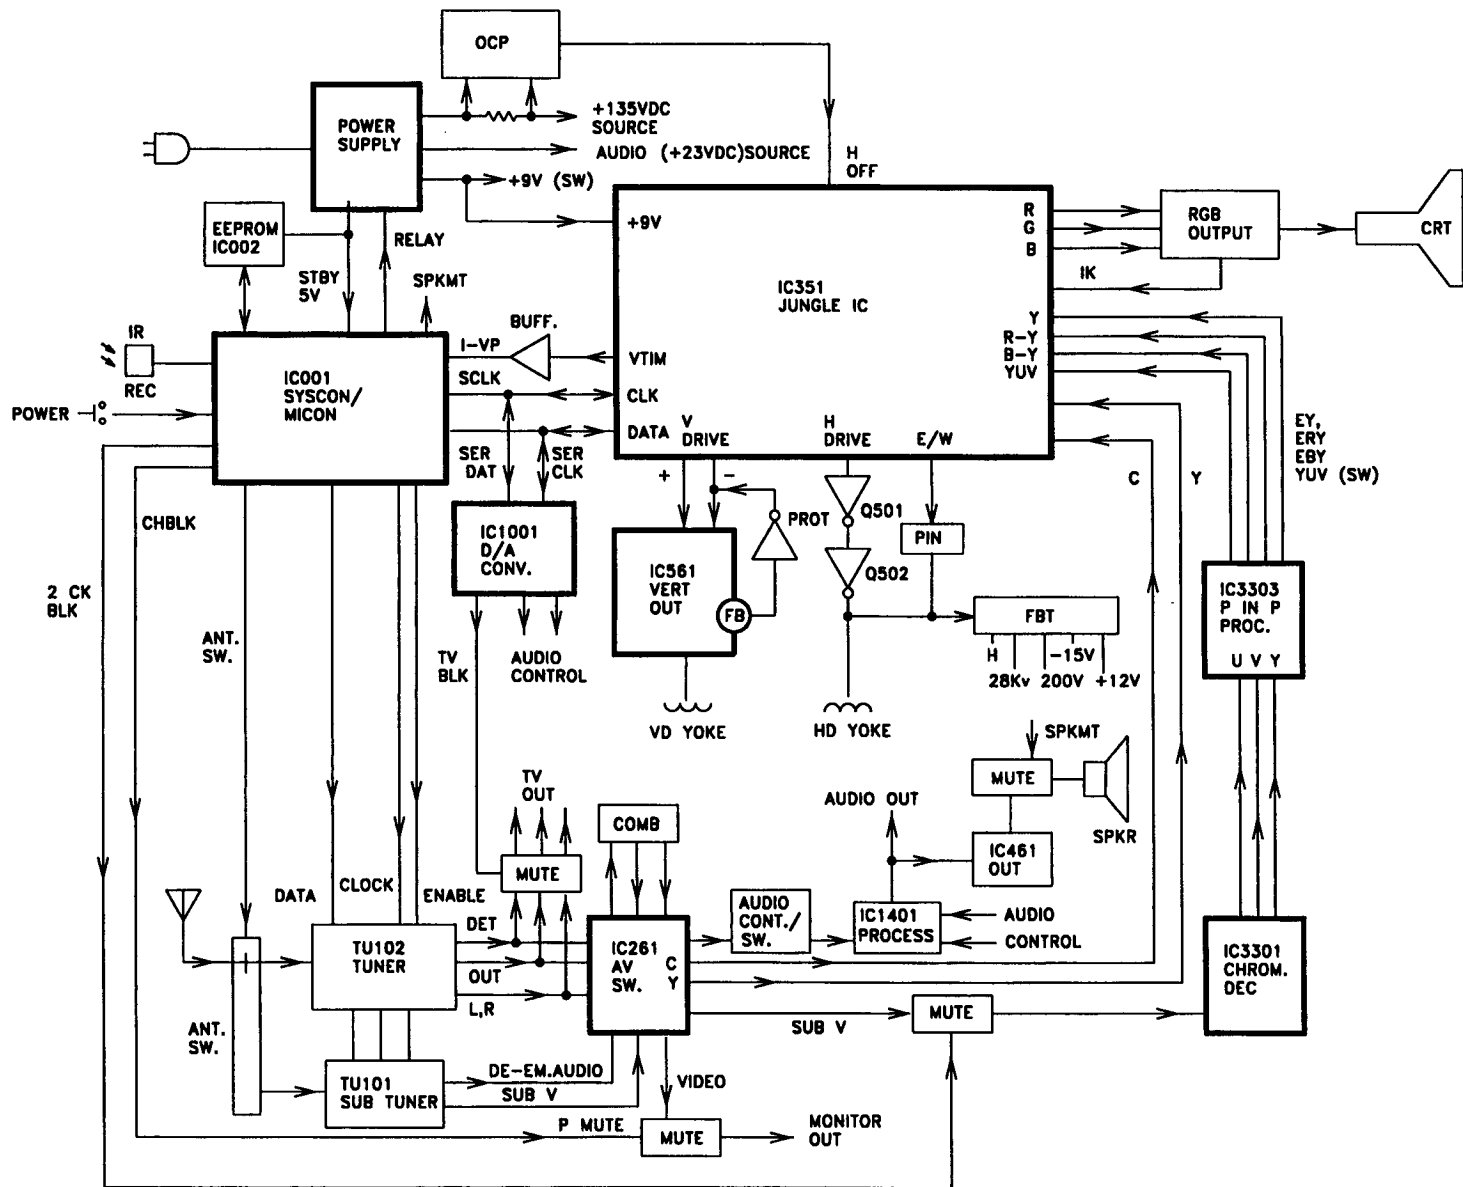 OCP
POWER
SUPPLY
+135VDC
SOURCE
AUDIO (+23VDC)SOURCE
+9V (SW)
H
OFF
EEPROM
IC002
RELAY
STBY
5V
SPKMT
+9V
IC351
JUNGLE IC
R
G
B
IK
RGB
OUTPUT
CRT
Y
R-Y
B-Y
YUV
IR
REC
POWER
IC001
SYSCON/
MICON
I-VP
BUFF.
SCLK
VTIM
CLK
DATA
V
DRIVE
H
DRIVE
E/W
SER
DAT
SER
CLK
+
-
C
Y
EY,
ERY
EBY
YUV (SW)
CHBLK
2 CK
BLK
ANT.
SW.
IC1001
D/A
CONV.
TV
BLK
AUDIO
CONTROL
IC561
VERT
OUT
FB
PROT
Q501
Q502
PIN
FBT
H
28Kv
200V
-15V
+12V
VD YOKE
HD YOKE
IC3303
P IN P
PROC.
U V Y
SPKMT
MUTE
SPKR
TV
OUT
COMB
AUDIO OUT
IC461
OUT
MUTE
DATA
CLOCK
ENABLE
DET
OUT
L,R
TU102
TUNER
IC261
AV
SW.
C
Y
AUDIO
CONT./
SW.
IC1401
PROCESS
AUDIO
CONTROL
IC3301
CHROM.
DEC
SUB V
MUTE
ANT.
SW.
TU101
SUB TUNER
DE-EM.AUDIO
SUB V
VIDEO
P MUTE
MUTE
MONITOR
OUT